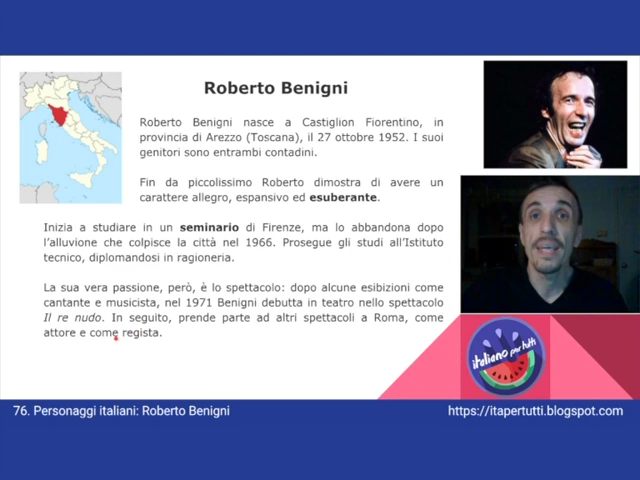 Roberto Benigni
Roberto Benigni nasce a Castiglion Fiorentino, in
provincia di Arezzo (Toscana), il 27 ottobre 1952. I suoi
genitori sono entrambi contadini.
Fin da piccolissimo Roberto dimostra di avere un
carattere allegro, espansivo ed esuberante.
Inizia a studiare in un seminario di Firenze, ma lo abbandona dopo
l'alluvione che colpisce la città nel 1966. Prosegue gli studi all'Istituto
tecnico, diplomandosi in ragioneria.
La sua vera passione, però, è lo spettacolo: dopo alcune esibizioni come
cantante e musicista, nel 1971 Benigni debutta in teatro nello spettacolo
Il re nudo. In seguito, prende parte ad altri spettacoli a Roma, come
attore e come regista.
italiano per tutti
76. Personaggi italiani: Roberto Benigni
https://itapertutti.blogspot.com